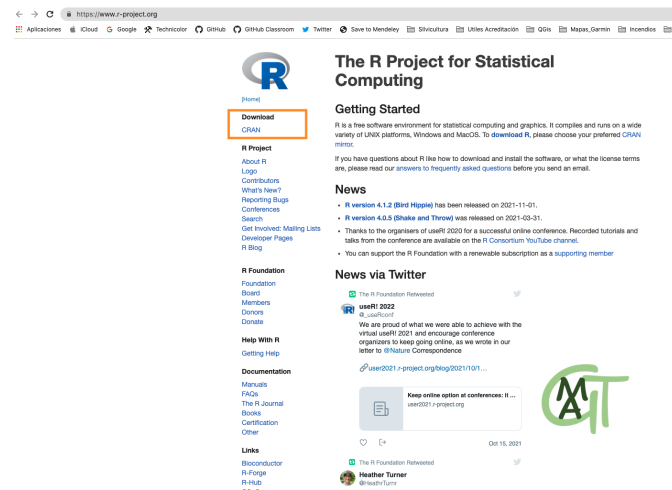 https://www.r-project.org
Aplicaciones iCloud Google Technicolor GitHub GitHub Classroom Twitter Save to Mendeley Silvicultura Utiles Acreditación QGis Mapas_Garmin Incendios
R
[Home]
Download
CRAN
R Project
About R
Logo
Contributors
What's New?
Reporting Bugs
Conferences
Search
Get Involved: Mailing Lists
Developer Pages
R Blog
R Foundation
Foundation
Board
Members
Donors
Donate
Help With R
Getting Help
Documentation
Manuals
FAQs
The R Journal
Books
Certification
Other
Links
Bioconductor
R-Forge
R-Hub
The R Project for Statistical
Computing
Getting Started
R is a free software environment for statistical computing and graphics. It compiles and runs on a wide
variety of UNIX platforms, Windows and MacOS. To download R, please choose your preferred CRAN
mirror.
If you have questions about R like how to download and install the software, or what the license terms
are, please read our answers to frequently asked questions before you send an email.
News
• R version 4.1.2 (Bird Hippie) has been released on 2021-11-01.
• R version 4.0.5 (Shake and Throw) was released on 2021-03-31.
• Thanks to the organisers of useR! 2020 for a successful online conference. Recorded tutorials and
talks from the conference are available on the R Consortium YouTube channel.
• You can support the R Foundation with a renewable subscription as a supporting member
News via Twitter
The R Foundation Retweeted
useR! 2022
@_useRconf
We are proud of what we were able to achieve with the
virtual useR! 2021 and encourage conference
organizers to keep going online, as we wrote in our
letter to @Nature Correspondence
user2021.r-project.org/blog/2021/10/1…
Keep online option at conferences: it …
user2021.r-project.org
Oct 15, 2021
The R Foundation Retweeted
Heather Turner
@HeathrTurnr